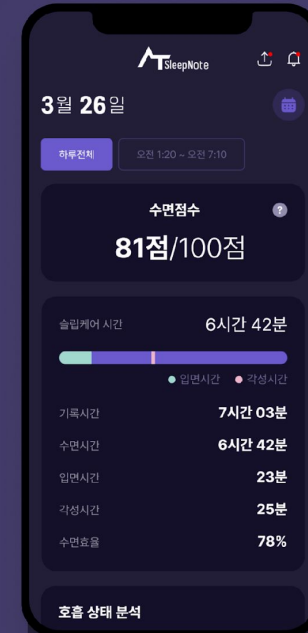 AT SleepNote
3월 26일
하루전체
오전 1:20 ~ 오전 7:10
수면점수 ?
81점/100점
슬립케어 시간 6시간 42분
입면시간 각성시간
기록시간 7시간 03분
수면시간 6시간 42분
입면시간 23분
각성시간 25분
수면효율 78%
호흡 상태 분석